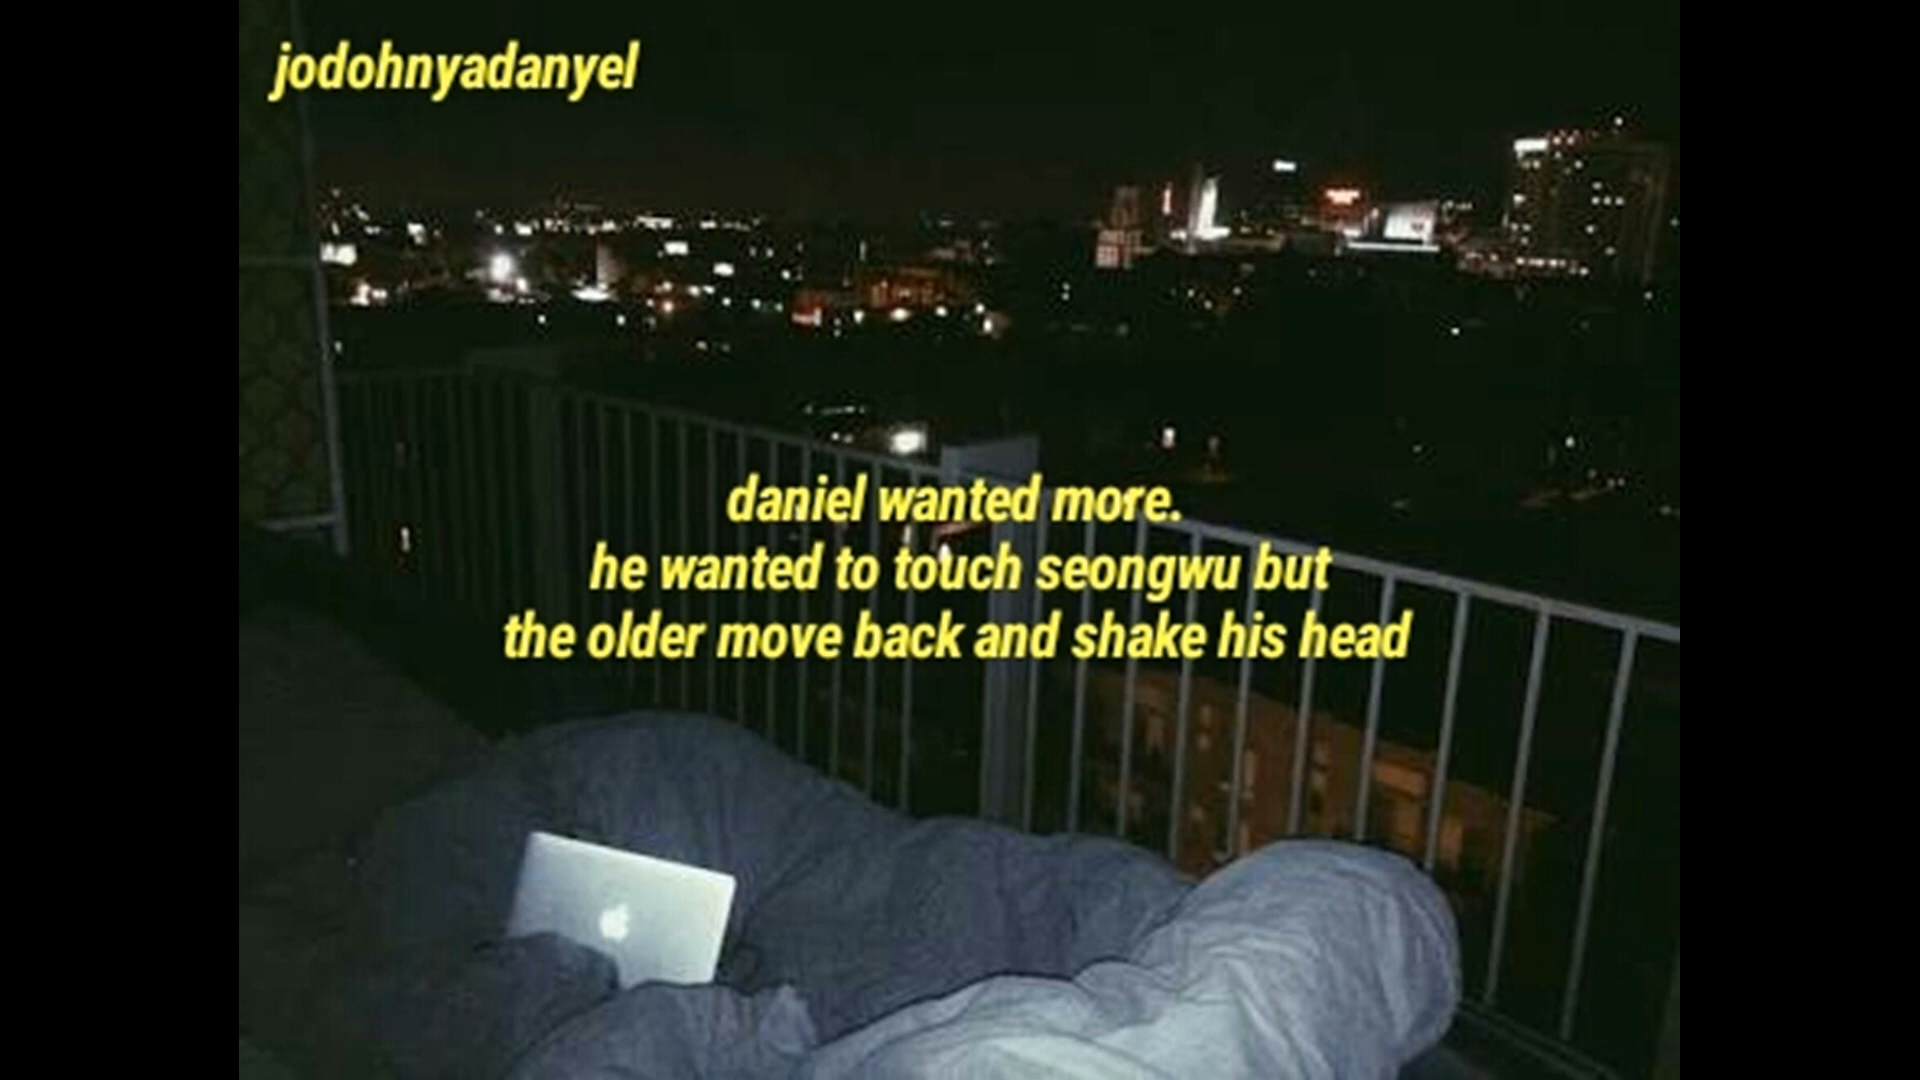 jodohnyadanyel
daniel wanted more.
he wanted to touch seongwu but
the older move back and shake his head